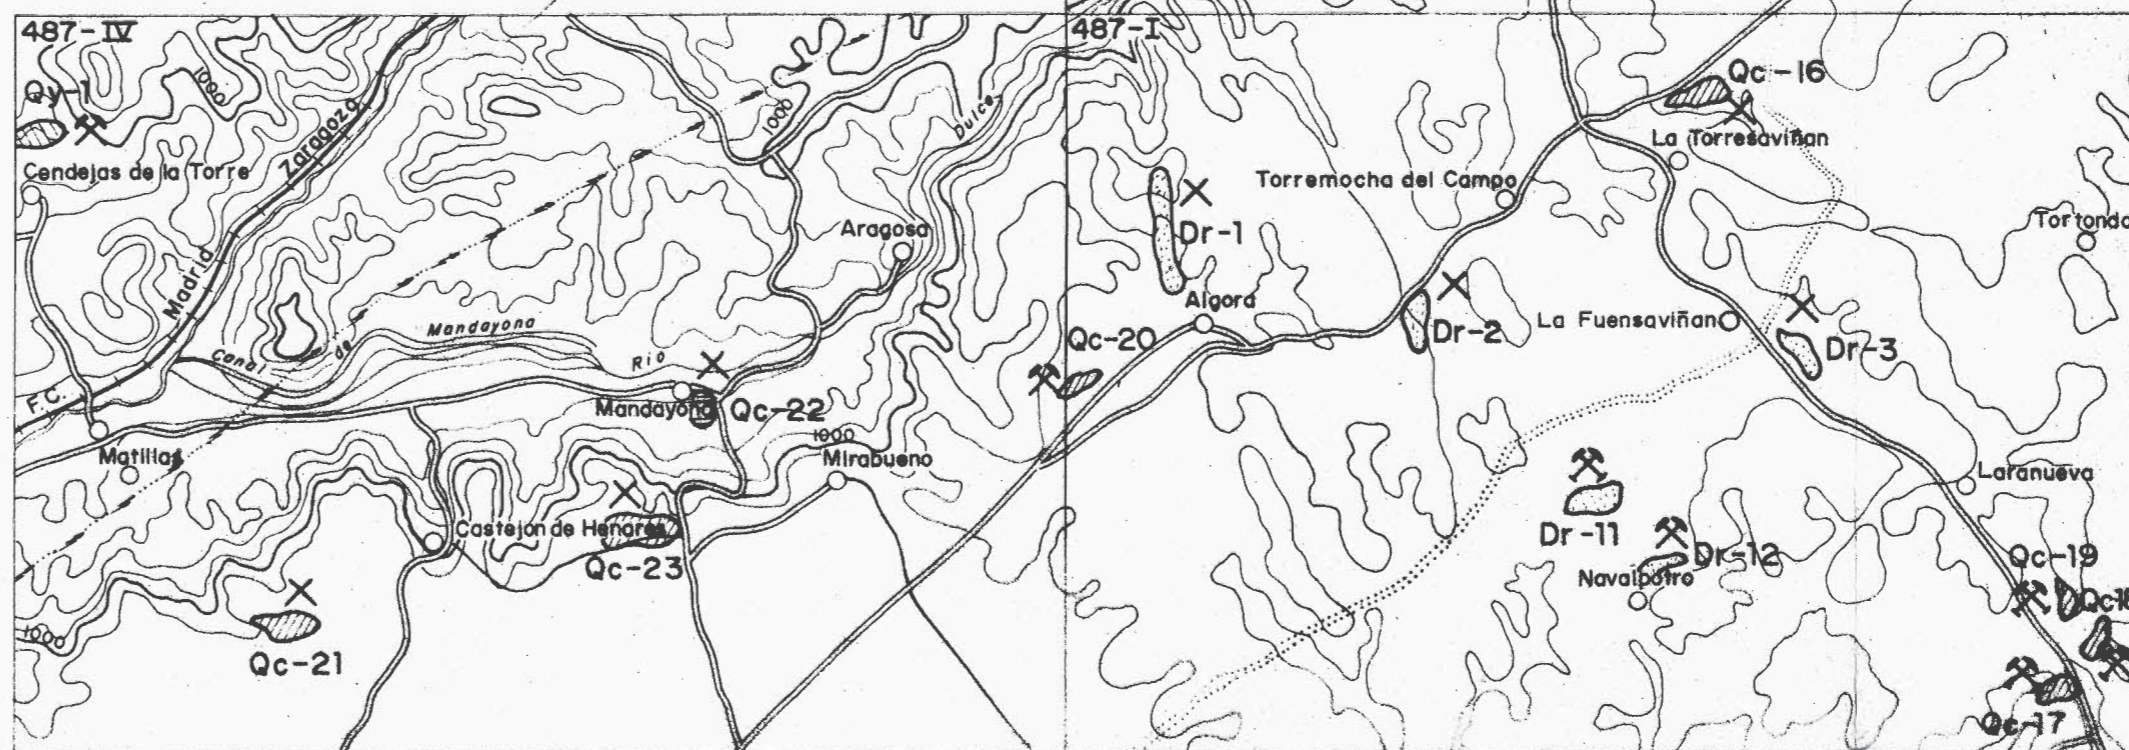 487-IV
Qy-1
1000
Cendejas de la Torre
Madrid
Zaragoza
1000
Dulce
Aragosa
Canal de Mandayona
Rio
F.C.
Mandayona
Qc-22
Matillas
1000
Mirabueno
Castejon de Henares
Qc-23
1000
Qc-21
487-I
Qc-16
La Torresaviñan
Torremocha del Campo
Tortonda
Dr-1
Algora
Qc-20
Dr-2
La Fuensaviñan
Dr-3
Laranueva
Dr-11
Dr-12
Navalpotro
Qc-19
Qc-17